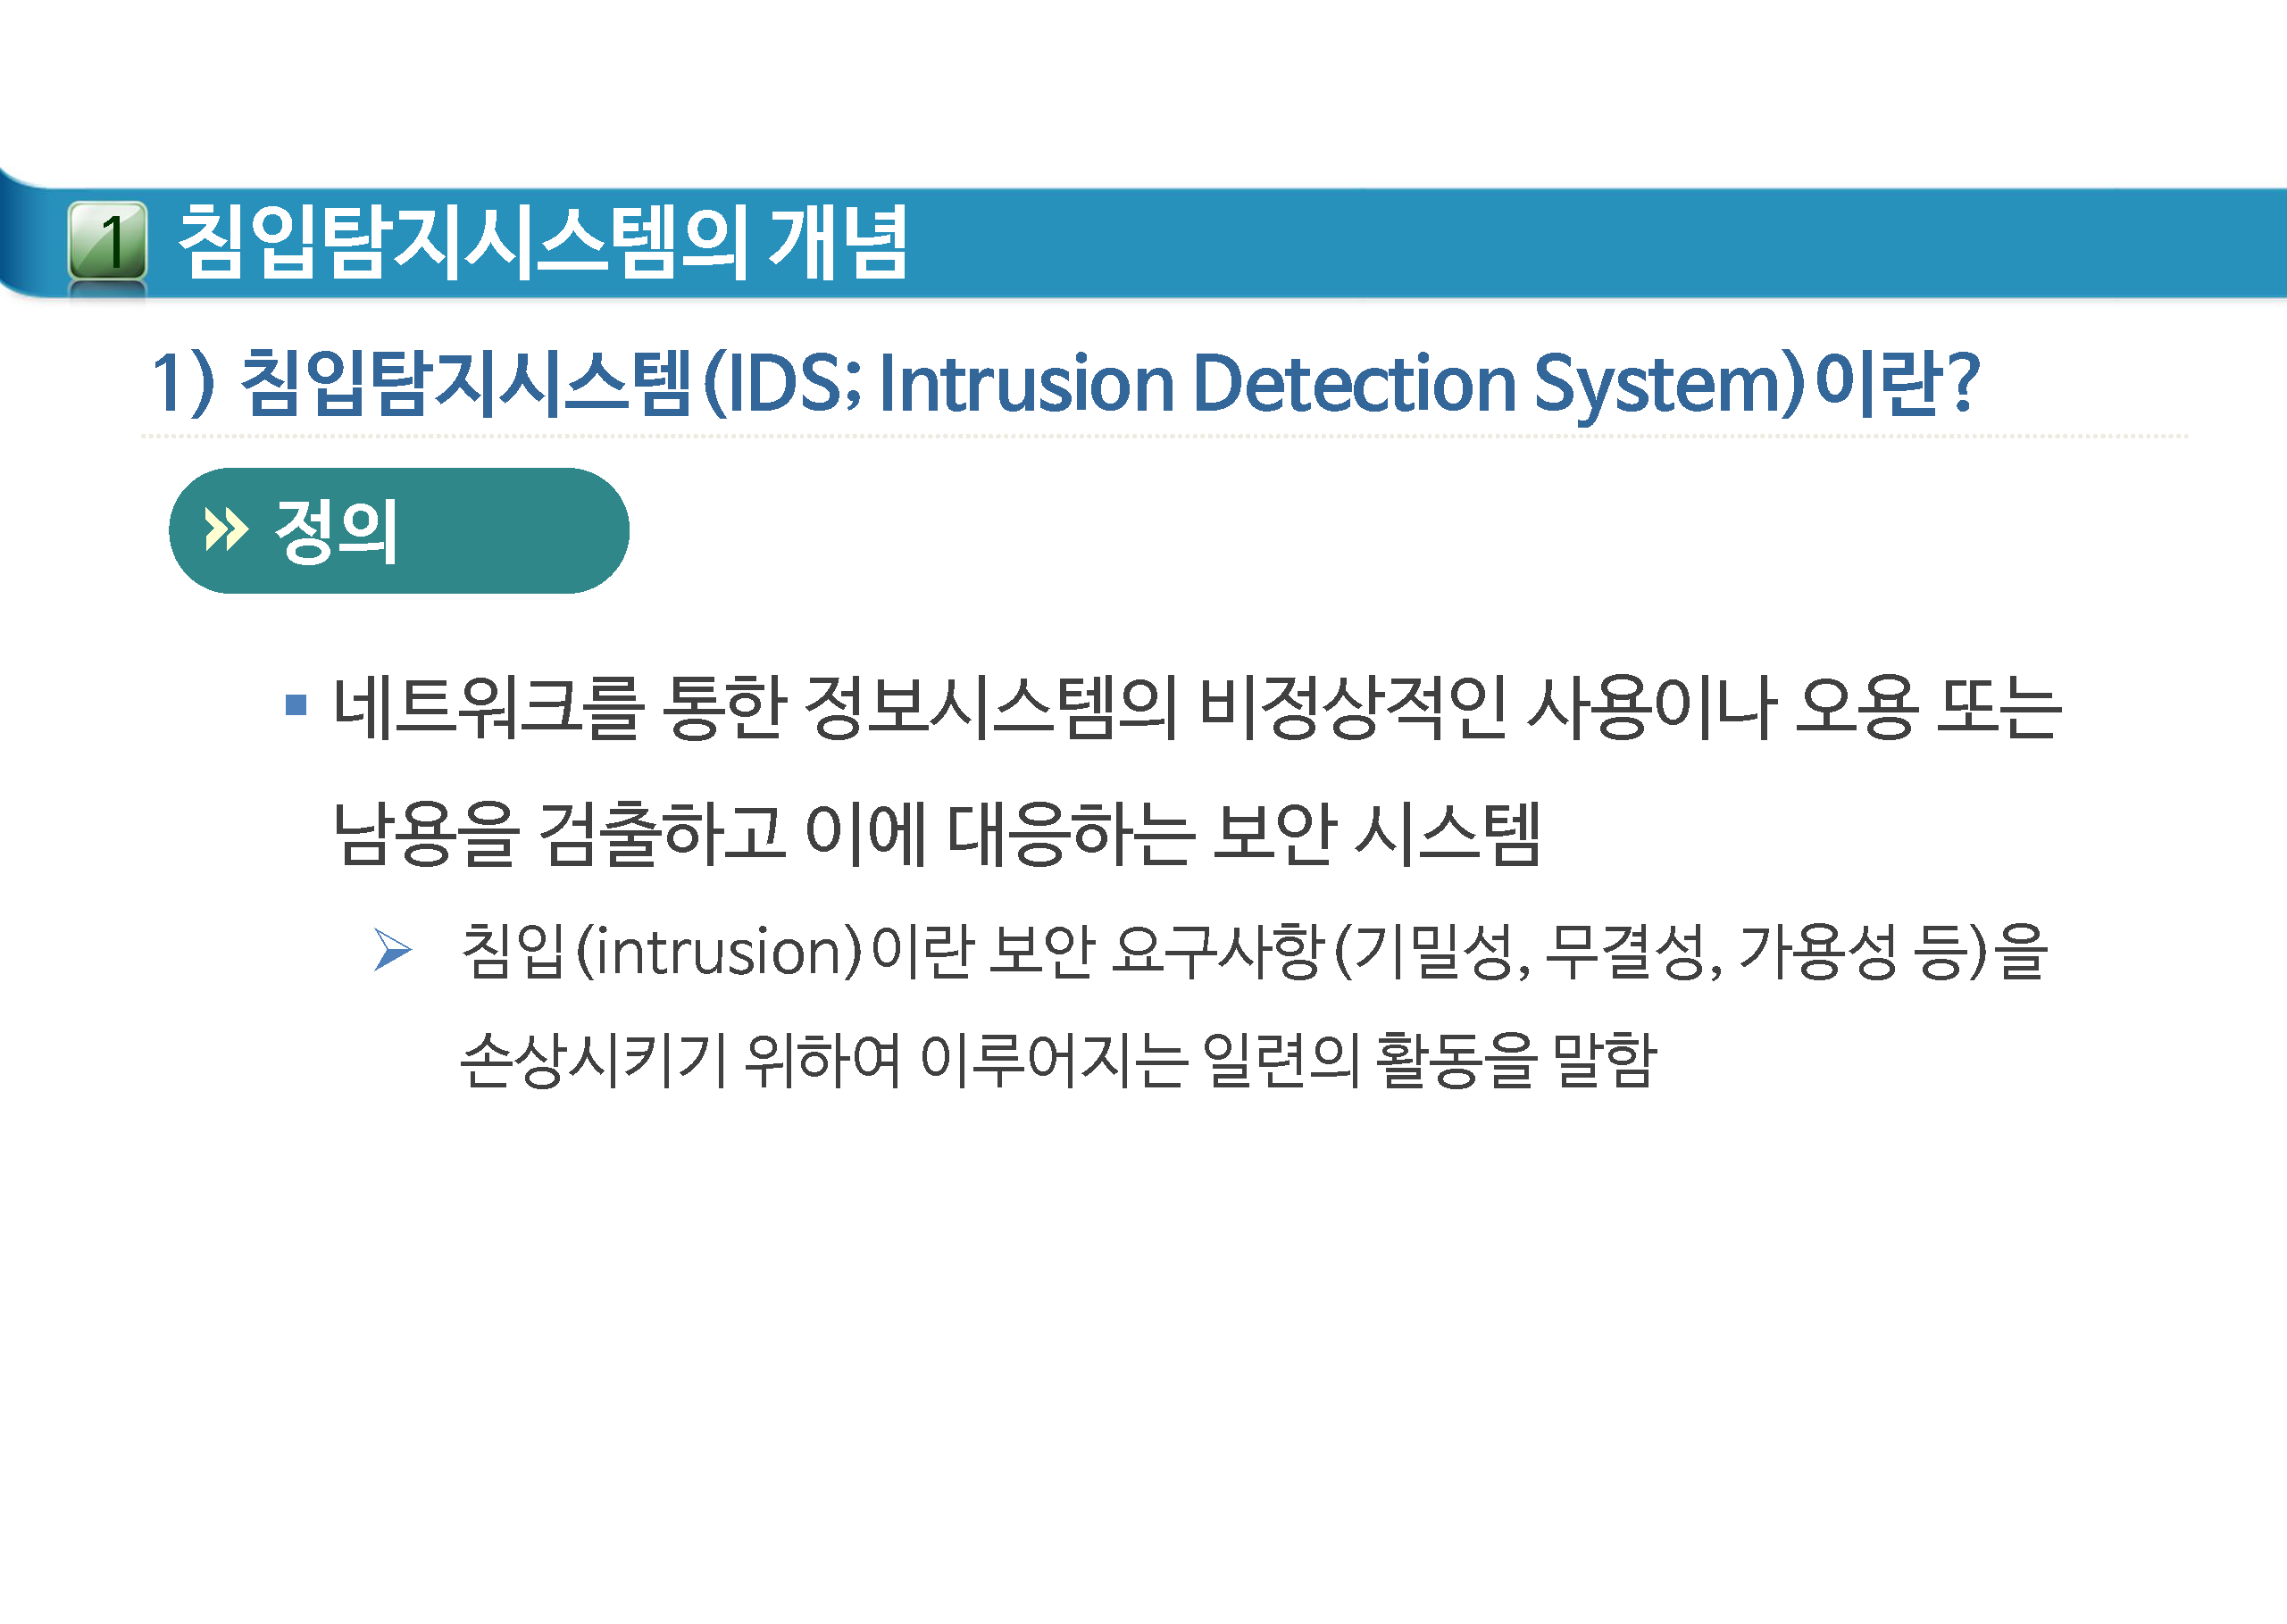 1 침입탐지시스템의 개념
1) 침입탐지시스템(IDS; Intrusion Detection System)이란?
» 정의
▪ 네트워크를 통한 정보시스템의 비정상적인 사용이나 오용 또는
남용을 검출하고 이에 대응하는 보안 시스템
➢ 침입(intrusion)이란 보안 요구사항(기밀성, 무결성, 가용성 등)을
손상시키기 위하여 이루어지는 일련의 활동을 말함